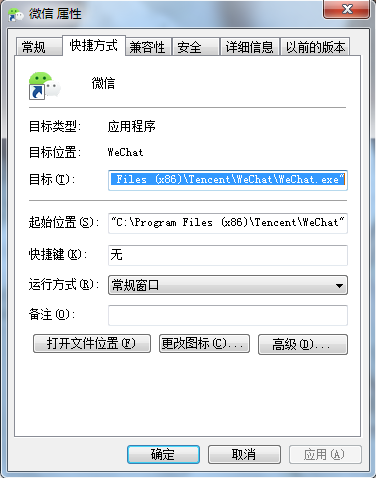 微信 属性
常规 快捷方式 兼容性 安全 详细信息 以前的版本
微信
目标类型: 应用程序
目标位置: WeChat
目标(T): Files (x86)\Tencent\WeChat\WeChat.exe"
起始位置(S): "C:\Program Files (x86)\Tencent\WeChat"
快捷键(K): 无
运行方式(R): 常规窗口
备注(O):
打开文件位置(F) 更改图标(C)... 高级(D)...
确定 取消 应用(A)